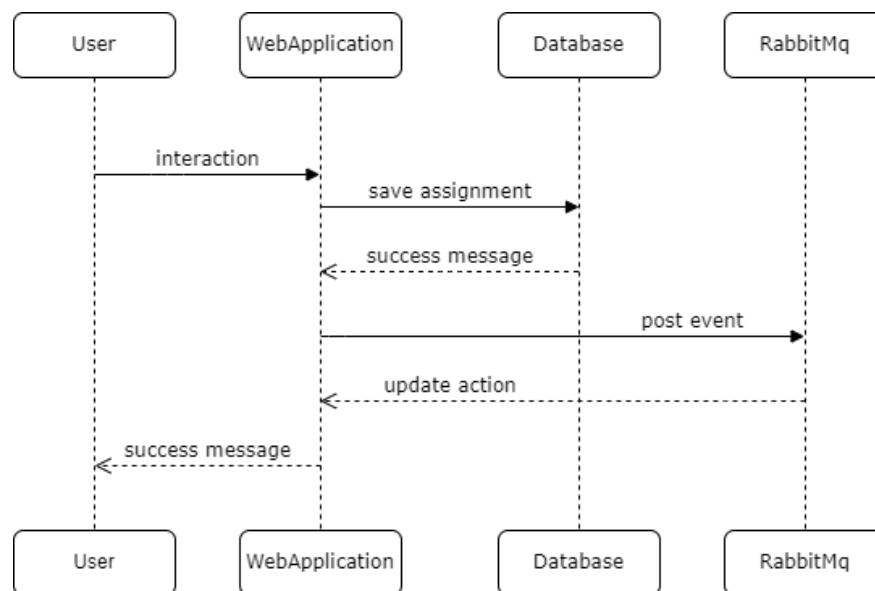 User WebApplication Database RabbitMq
interaction
save assignment
success message
post event
update action
success message
User WebApplication Database RabbitMq